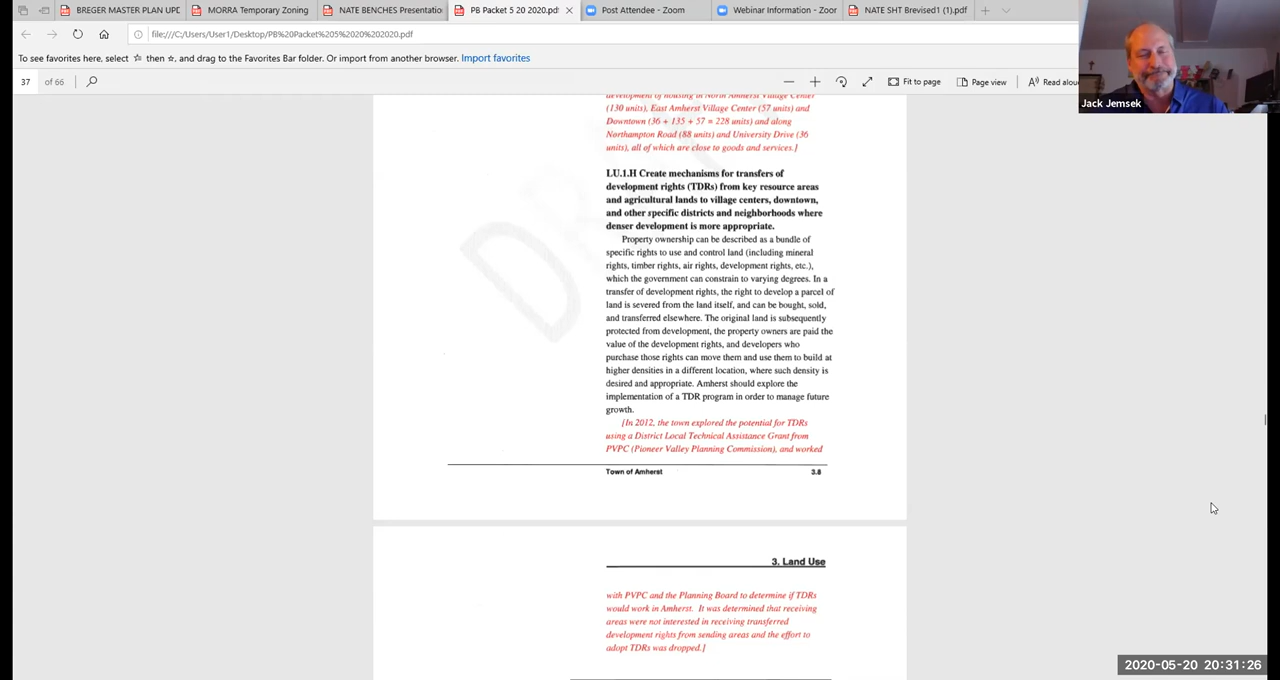 BREGER MASTER PLAN UPD
MORRA Temporary Zoning
NATE BENCHES Presentatio
PB Packet 5 20 2020.pdf
Post Attendee - Zoom
Webinar Information - Zoor
NATE SHT Brevised1 (1).pdf
file:///C:/Users/User1/Desktop/PB%20Packet%205%2020%202020.pdf
To see favorites here, select ☆ then ☆, and drag to the Favorites Bar folder. Or import from another browser. Import favorites
37 of 66
Fit to page
Page view
Read alou
Jack Jemsek
development of housing in North Amherst Village Center
(130 units), East Amherst Village Center (57 units) and
Downtown (36 + 135 + 57 = 228 units) and along
Northampton Road (88 units) and University Drive (36
units), all of which are close to goods and services.]
LU.1.H Create mechanisms for transfers of
development rights (TDRs) from key resource areas
and agricultural lands to village centers, downtown,
and other specific districts and neighborhoods where
denser development is more appropriate.
Property ownership can be described as a bundle of
specific rights to use and control land (including mineral
rights, timber rights, air rights, development rights, etc.),
which the government can constrain to varying degrees. In a
transfer of development rights, the right to develop a parcel of
land is severed from the land itself, and can be bought, sold,
and transferred elsewhere. The original land is subsequently
protected from development, the property owners are paid the
value of the development rights, and developers who
purchase those rights can move them and use them to build at
higher densities in a different location, where such density is
desired and appropriate. Amherst should explore the
implementation of a TDR program in order to manage future
growth.
[In 2012, the town explored the potential for TDRs
using a District Local Technical Assistance Grant from
PVPC (Pioneer Valley Planning Commission), and worked
Town of Amherst 3.8
3. Land Use
with PVPC and the Planning Board to determine if TDRs
would work in Amherst. It was determined that receiving
areas were not interested in receiving transferred
development rights from sending areas and the effort to
adopt TDRs was dropped.]
2020-05-20 20:31:26